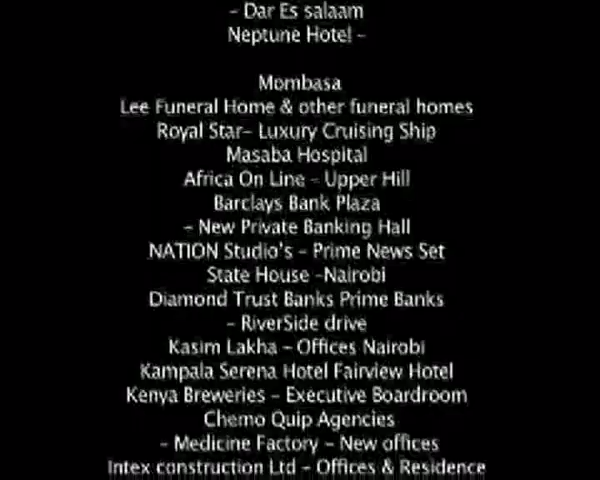 - Dar Es salaam
Neptune Hotel -
Mombasa
Lee Funeral Home & other funeral homes
Royal Star- Luxury Cruising Ship
Masaba Hospital
Africa On Line - Upper Hill
Barclays Bank Plaza
- New Private Banking Hall
NATION Studio's - Prime News Set
State House -Nairobi
Diamond Trust Banks Prime Banks
- RiverSide drive
Kasim Lakha - Offices Nairobi
Kampala Serena Hotel Fairview Hotel
Kenya Breweries - Executive Boardroom
Chemo Quip Agencies
- Medicine Factory - New offices
Intex construction Ltd - Offices & Residence